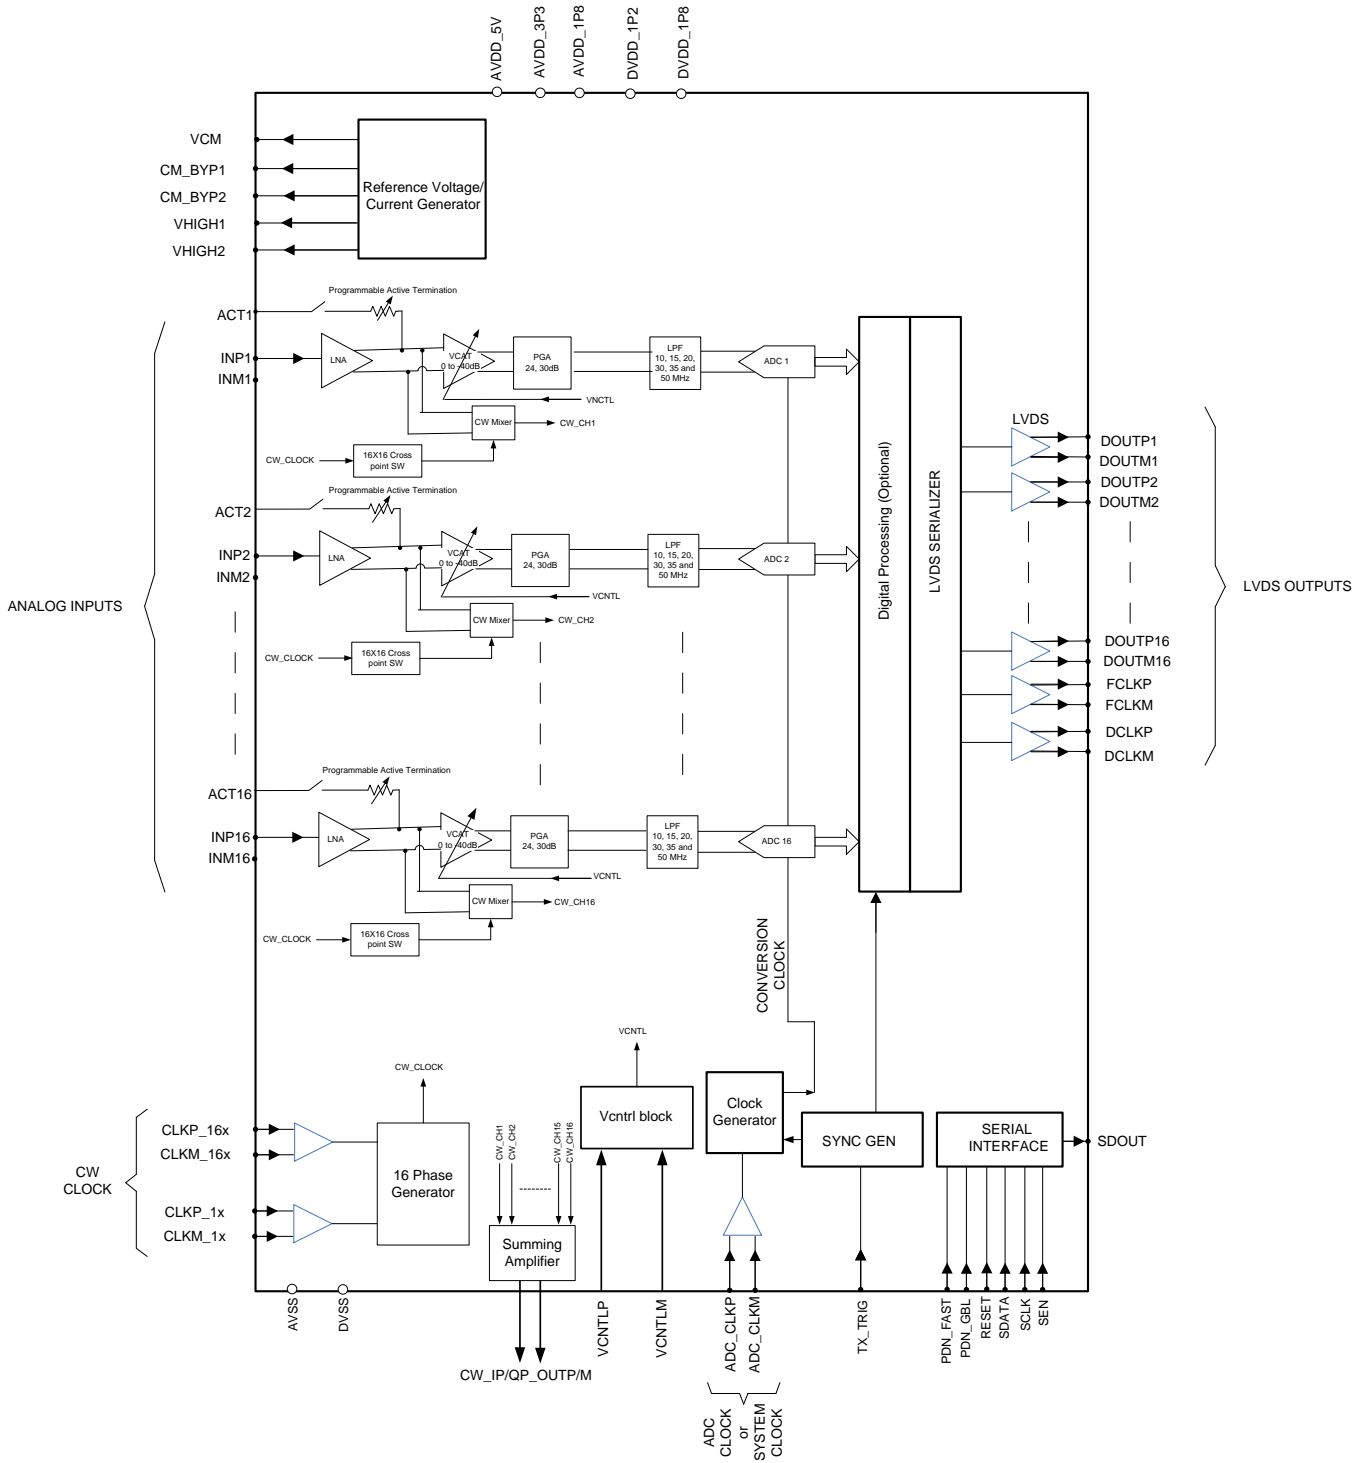 AVDD_5V
AVDD_3P3
AVDD_1P8
DVDD_1P2
DVDD_1P8
VCM
CM_BYP1
CM_BYP2
VHIGH1
VHIGH2
Reference Voltage/
Current Generator
Programmable Active Termination
ACT1
INP1
INM1
LNA
VCAT
0 to -40dB
PGA
24, 30dB
LPF
10, 15, 20,
30, 35 and
50 MHz
ADC 1
VNCTL
CW Mixer
CW_CH1
CW_CLOCK
16X16 Cross
point SW
Programmable Active Termination
ACT2
INP2
INM2
LNA
VCAT
0 to -40dB
PGA
24, 30dB
LPF
10, 15, 20,
30, 35 and
50 MHz
ADC 2
VCNTL
CW Mixer
CW_CH2
CW_CLOCK
16X16 Cross
point SW
ANALOG INPUTS
Programmable Active Termination
ACT16
INP16
INM16
LNA
VCAT
0 to -40dB
PGA
24, 30dB
LPF
10, 15, 20,
30, 35 and
50 MHz
ADC 16
VCNTL
CW Mixer
CW_CH16
CW_CLOCK
16X16 Cross
point SW
Digital Processing (Optional)
LVDS SERIALIZER
LVDS
DOUTP1
DOUTM1
DOUTP2
DOUTM2
DOUTP16
DOUTM16
FCLKP
FCLKM
DCLKP
DCLKM
LVDS OUTPUTS
CONVERSION
CLOCK
CW
CLOCK
CLKP_16x
CLKM_16x
CLKP_1x
CLKM_1x
CW_CLOCK
16 Phase
Generator
CW_CH1
CW_CH2
CW_CH15
CW_CH16
Summing
Amplifier
VCNTL
Vcntrl block
Clock
Generator
SYNC GEN
SERIAL
INTERFACE
SDOUT
AVSS
DVSS
CW_IP/QP_OUTP/M
VCNTLP
VCNTLM
ADC_CLKP
ADC_CLKM
TX_TRIG
PDN_FAST
PDN_GBL
RESET
SDATA
SCLK
SEN
ADC
CLOCK
or
SYSTEM
CLOCK